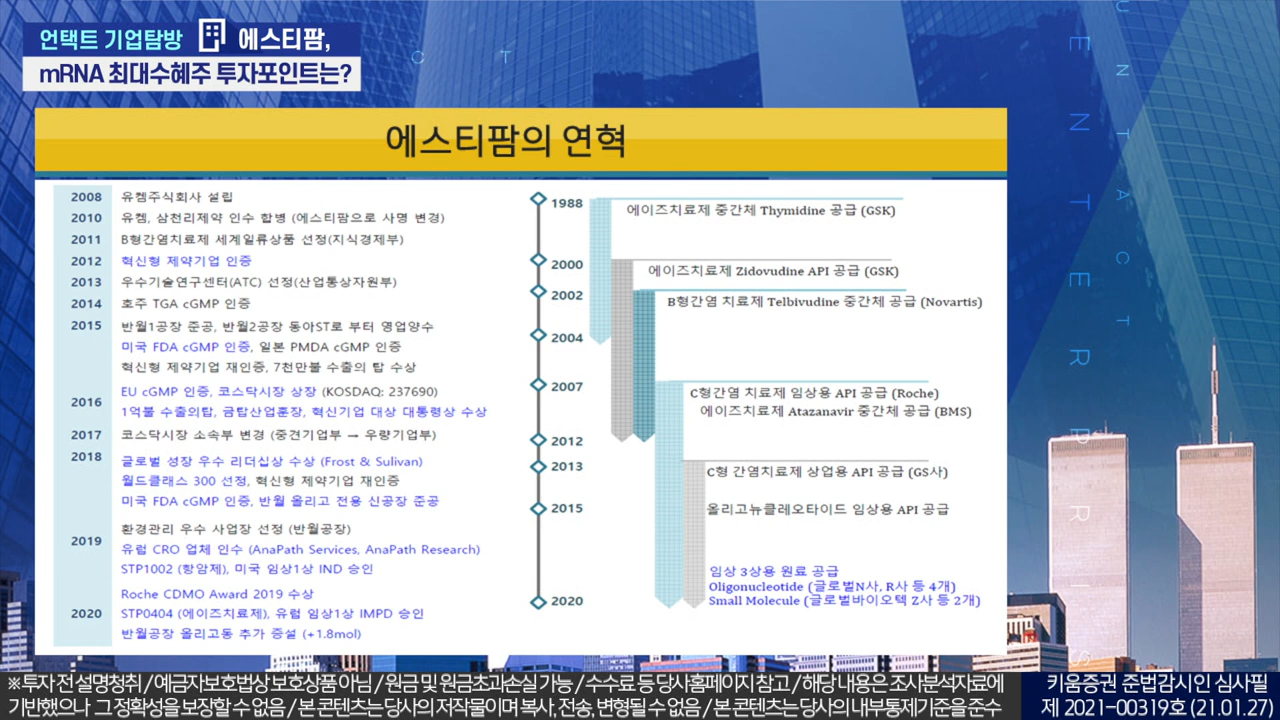 언택트 기업탐방 에스티팜,
mRNA 최대수혜주 투자포인트는?
UNTACT
ENTERPRIS
에스티팜의 연혁
2008 유켐주식회사 설립
2010 유켐, 삼천리제약 인수 합병 (에스티팜으로 사명 변경)
2011 B형간염치료제 세계일류상품 선정(지식경제부)
2012 혁신형 제약기업 인증
2013 우수기술연구센터(ATC) 선정(산업통상자원부)
2014 호주 TGA cGMP 인증
2015 반월1공장 준공, 반월2공장 동아ST로 부터 영업양수
미국 FDA cGMP 인증, 일본 PMDA cGMP 인증
혁신형 제약기업 재인증, 7천만불 수출의 탑 수상
2016 EU cGMP 인증, 코스닥시장 상장 (KOSDAQ: 237690)
1억불 수출의탑, 금탑산업훈장, 혁신기업 대상 대통령상 수상
2017 코스닥시장 소속부 변경 (중견기업부 → 우량기업부)
2018 글로벌 성장 우수 리더십상 수상 (Frost & Sulivan)
월드클래스 300 선정, 혁신형 제약기업 재인증
미국 FDA cGMP 인증, 반월 올리고 전용 신공장 준공
2019 환경관리 우수 사업장 선정 (반월공장)
유럽 CRO 업체 인수 (AnaPath Services, AnaPath Research)
STP1002 (항암제), 미국 임상1상 IND 승인
2020 Roche CDMO Award 2019 수상
STP0404 (에이즈치료제), 유럽 임상1상 IMPD 승인
반월공장 올리고동 추가 증설 (+1.8mol)
1988 에이즈치료제 중간체 Thymidine 공급 (GSK)
2000 에이즈치료제 Zidovudine API 공급 (GSK)
2002 B형간염 치료제 Telbivudine 중간체 공급 (Novartis)
2004
2007 C형간염 치료제 임상용 API 공급 (Roche)
에이즈치료제 Atazanavir 중간체 공급 (BMS)
2012
2013 C형 간염치료제 상업용 API 공급 (GS사)
2015 올리고뉴클레오타이드 임상용 API 공급
2020 임상 3상용 원료 공급
Oligonucleotide (글로벌N사, R사 등 4개)
Small Molecule (글로벌바이오텍 Z사 등 2개)
※투자 전 설명청취 / 예금자보호법상 보호상품 아님 / 원금 및 원금초과손실 가능 / 수수료 등 당사홈페이지 참고 / 해당 내용은 조사분석자료에
기반했으나 그 정확성을 보장할 수 없음 / 본 콘텐츠는 당사의 저작물이며 복사, 전송, 변형될 수 없음 / 본 콘텐츠는 당사의 내부통제기준을 준수
키움증권 준법감시인 심사필
제 2021-00319호 (21.01.27)